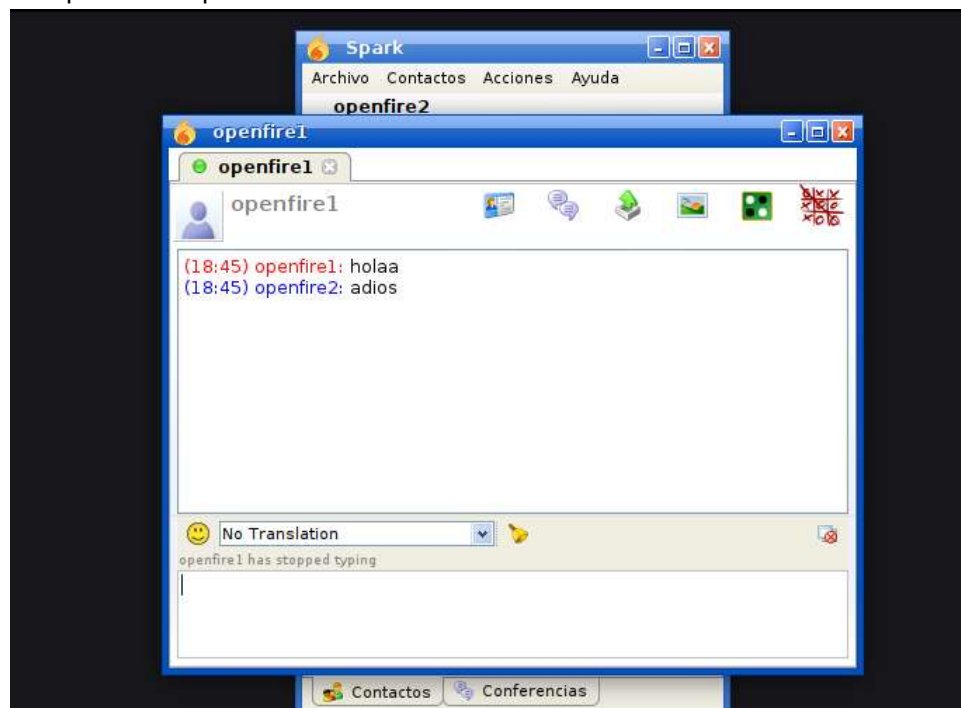 Spark
Archivo Contactos Acciones Ayuda
openfire2
openfire1
openfire1
openfire1
(18:45) openfire1: holaa
(18:45) openfire2: adios
No Translation
openfire1 has stopped typing
Contactos Conferencias